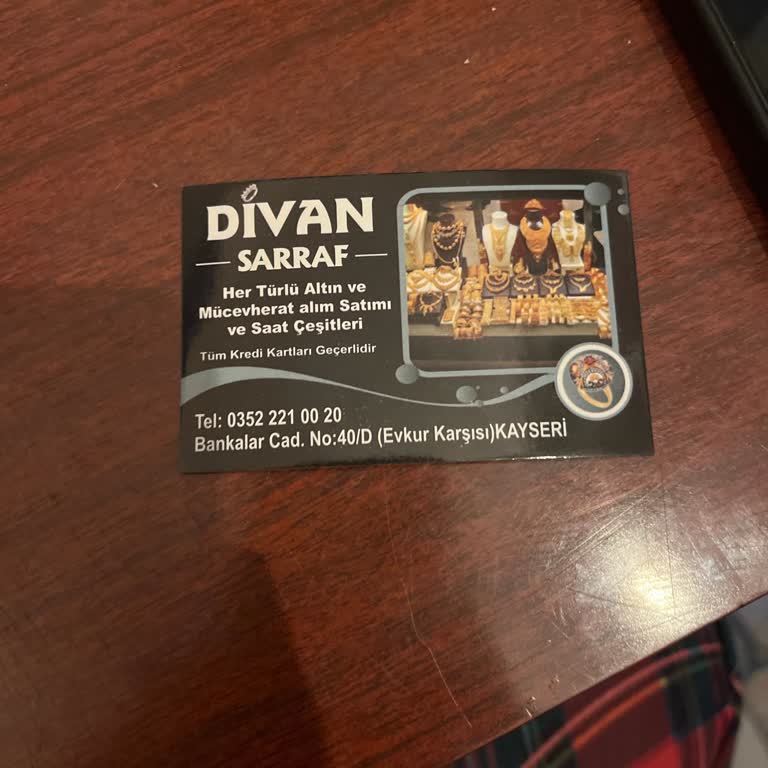 DİVAN
SARRAF
Her Türlü Altın ve
Mücevherat alım Satımı
ve Saat Çeşitleri
Tüm Kredi Kartları Geçerlidir
Tel: 0352 221 00 20
Bankalar Cad. No:40/D (Evkur Karşısı)KAYSERİ